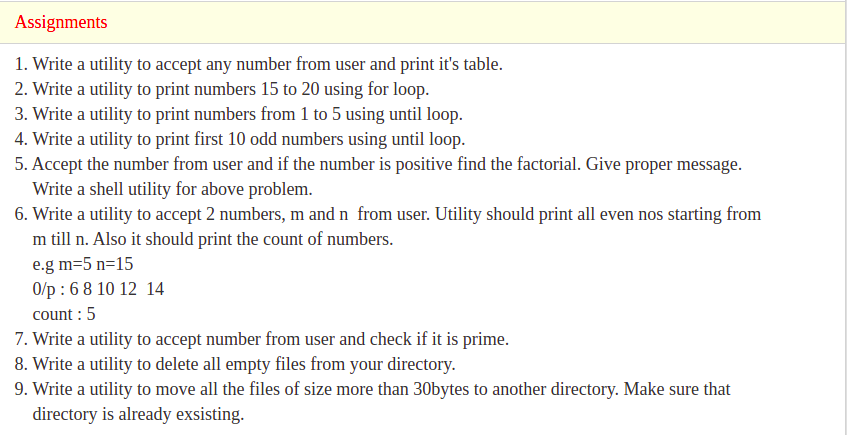 Assignments
1. Write a utility to accept any number from user and print it's table.
2. Write a utility to print numbers 15 to 20 using for loop.
3. Write a utility to print numbers from 1 to 5 using until loop.
4. Write a utility to print first 10 odd numbers using until loop.
5. Accept the number from user and if the number is positive find the factorial. Give proper message.
Write a shell utility for above problem.
6. Write a utility to accept 2 numbers, m and n  from user. Utility should print all even nos starting from
m till n. Also it should print the count of numbers.
e.g m=5 n=15
0/p : 6 8 10 12  14
count : 5
7. Write a utility to accept number from user and check if it is prime.
8. Write a utility to delete all empty files from your directory.
9. Write a utility to move all the files of size more than 30bytes to another directory. Make sure that
directory is already exsisting.